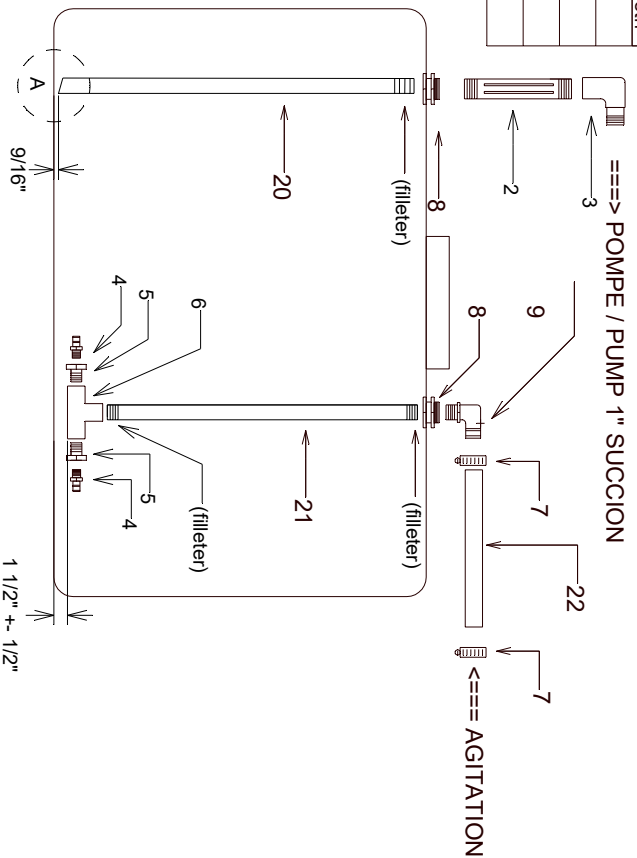 ===> POMPE / PUMP 1" SUCCION
3
22
9
7
7
2
8
<=== AGITATION
8
(filleter)
(filleter)
20
21
6
(filleter)
5
5
4
4
A
9/16"
1 1/2" +- 1/2"